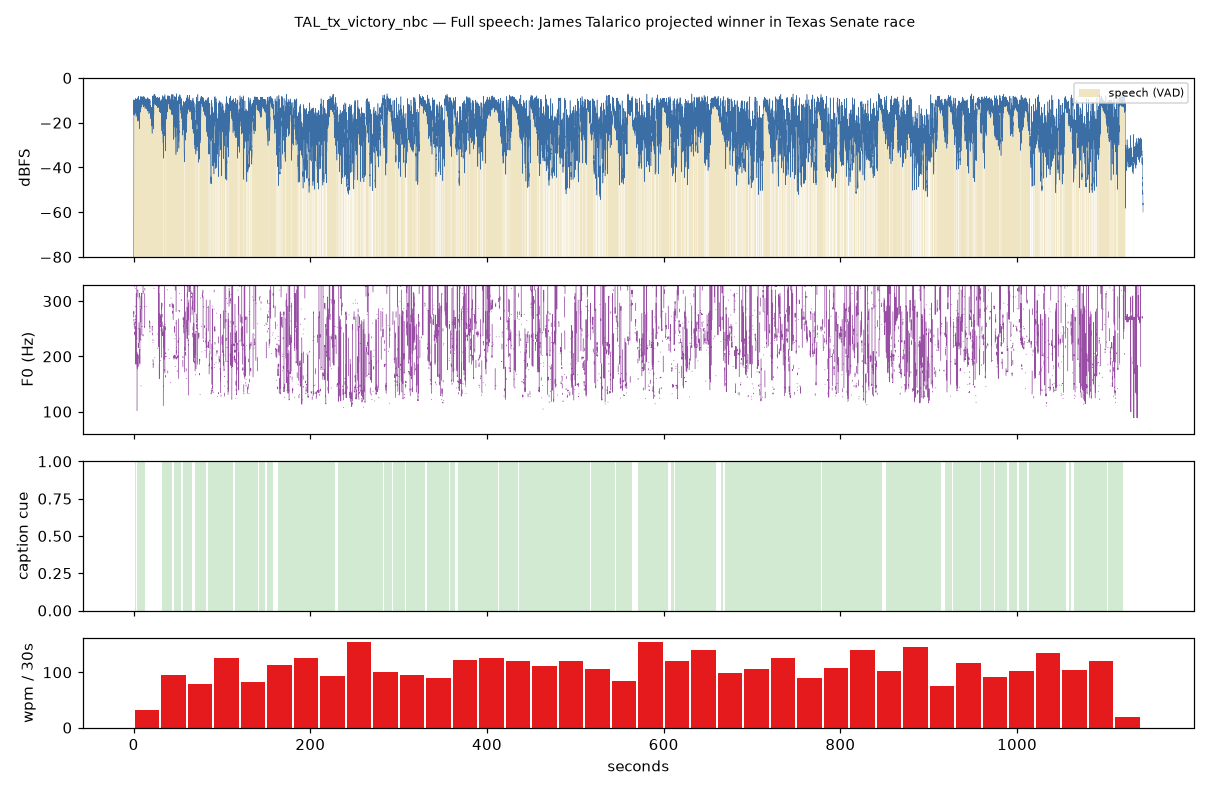 TAL_tx_victory_nbc — Full speech: James Talarico projected winner in Texas Senate race
speech (VAD)
dBFS
0
−20
−40
−60
−80
F0 (Hz)
300
200
100
caption cue
1.00
0.75
0.50
0.25
0.00
wpm / 30s
100
0
0 200 400 600 800 1000
seconds